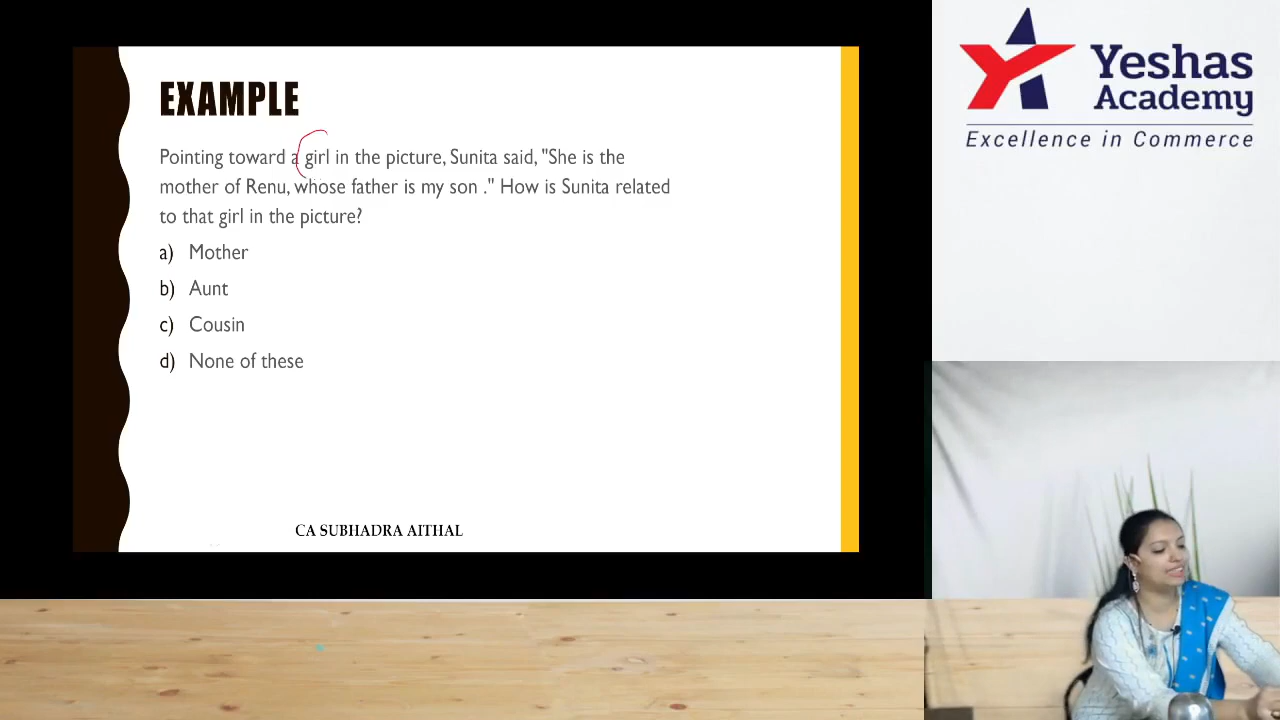 EXAMPLE
Pointing toward a girl in the picture, Sunita said, "She is the
mother of Renu, whose father is my son ." How is Sunita related
to that girl in the picture?
a) Mother
b) Aunt
c) Cousin
d) None of these
CA SUBHADRA AITHAL
Yeshas
Academy
Excellence in Commerce